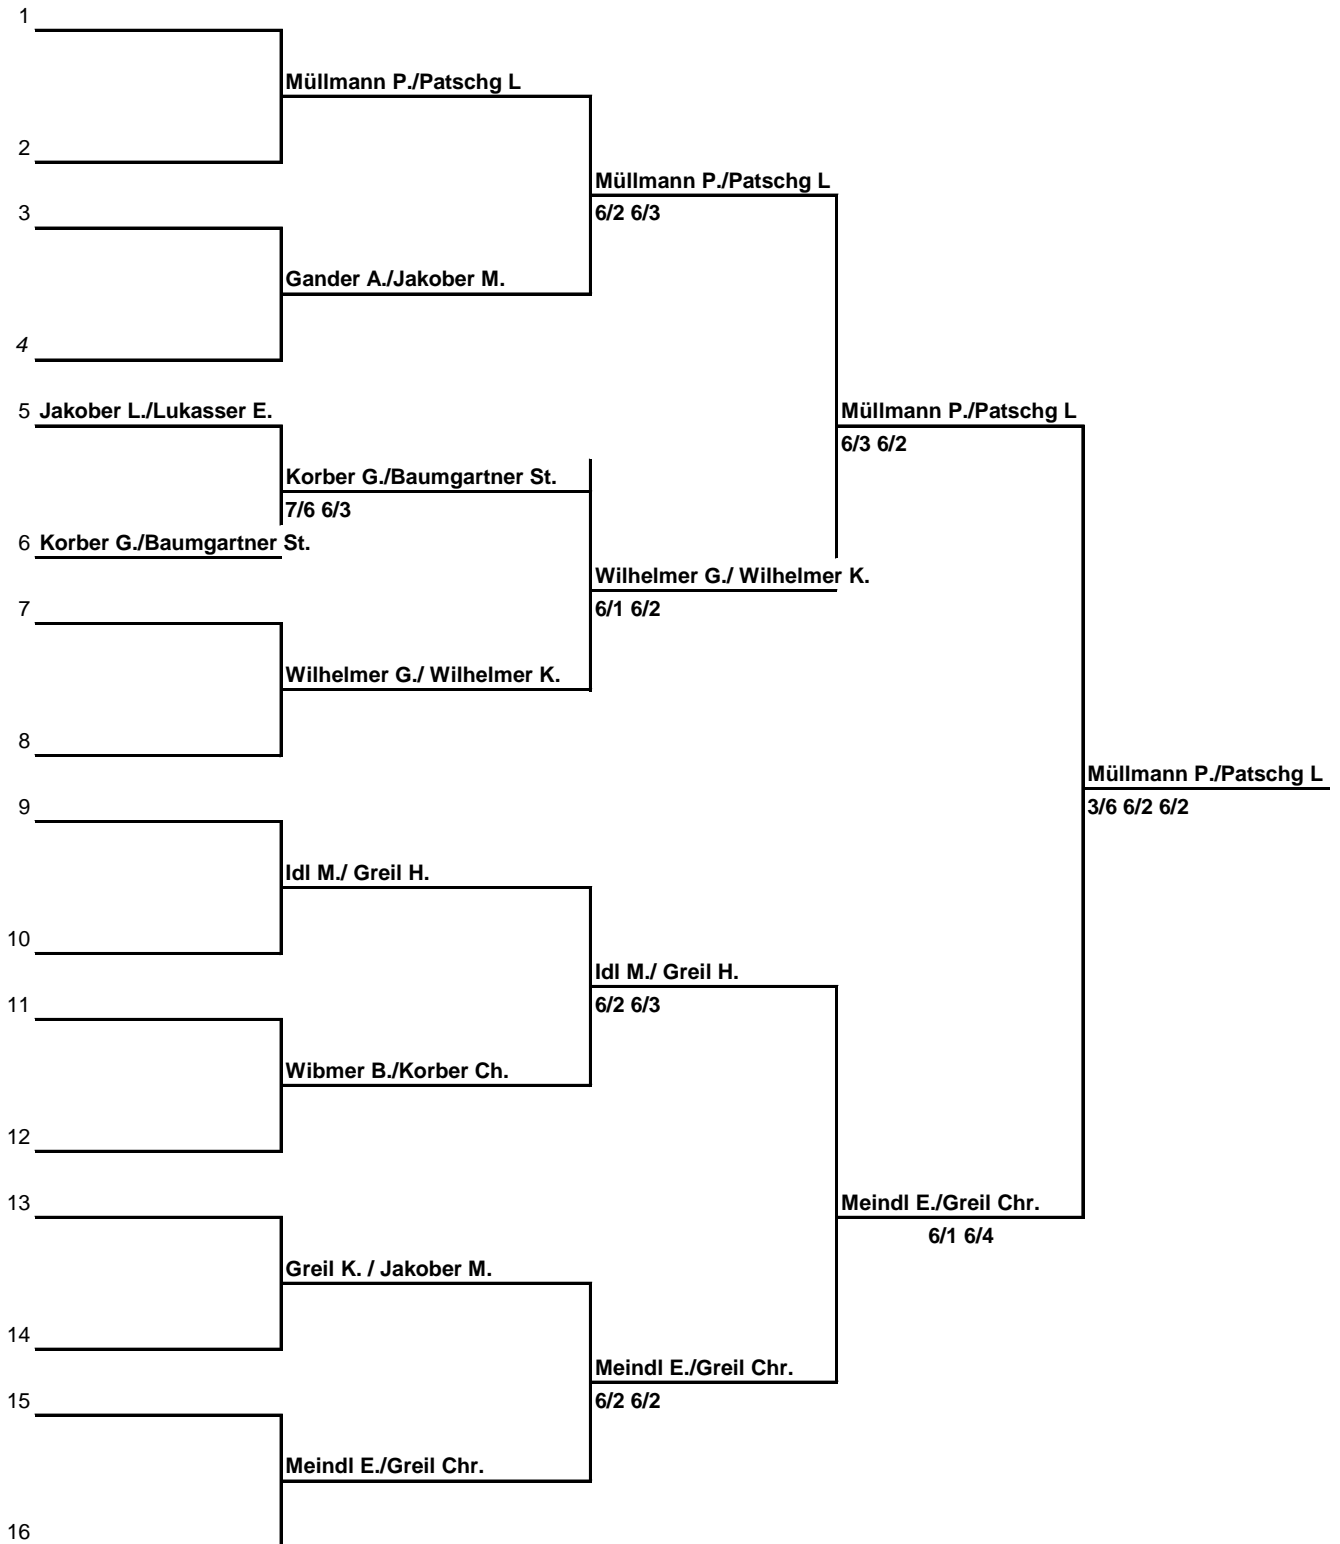 1
Müllmann P./Patschg L
2
Müllmann P./Patschg L
3
6/2 6/3
Gander A./Jakober M.
4
5 Jakober L./Lukasser E.
Müllmann P./Patschg L
6/3 6/2
Korber G./Baumgartner St.
7/6 6/3
6 Korber G./Baumgartner St.
Wilhelmer G./ Wilhelmer K.
7
6/1 6/2
Wilhelmer G./ Wilhelmer K.
8
Müllmann P./Patschg L
9
3/6 6/2 6/2
Idl M./ Greil H.
10
Idl M./ Greil H.
11
6/2 6/3
Wibmer B./Korber Ch.
12
13
Meindl E./Greil Chr.
6/1 6/4
Greil K. / Jakober M.
14
Meindl E./Greil Chr.
15
6/2 6/2
Meindl E./Greil Chr.
16